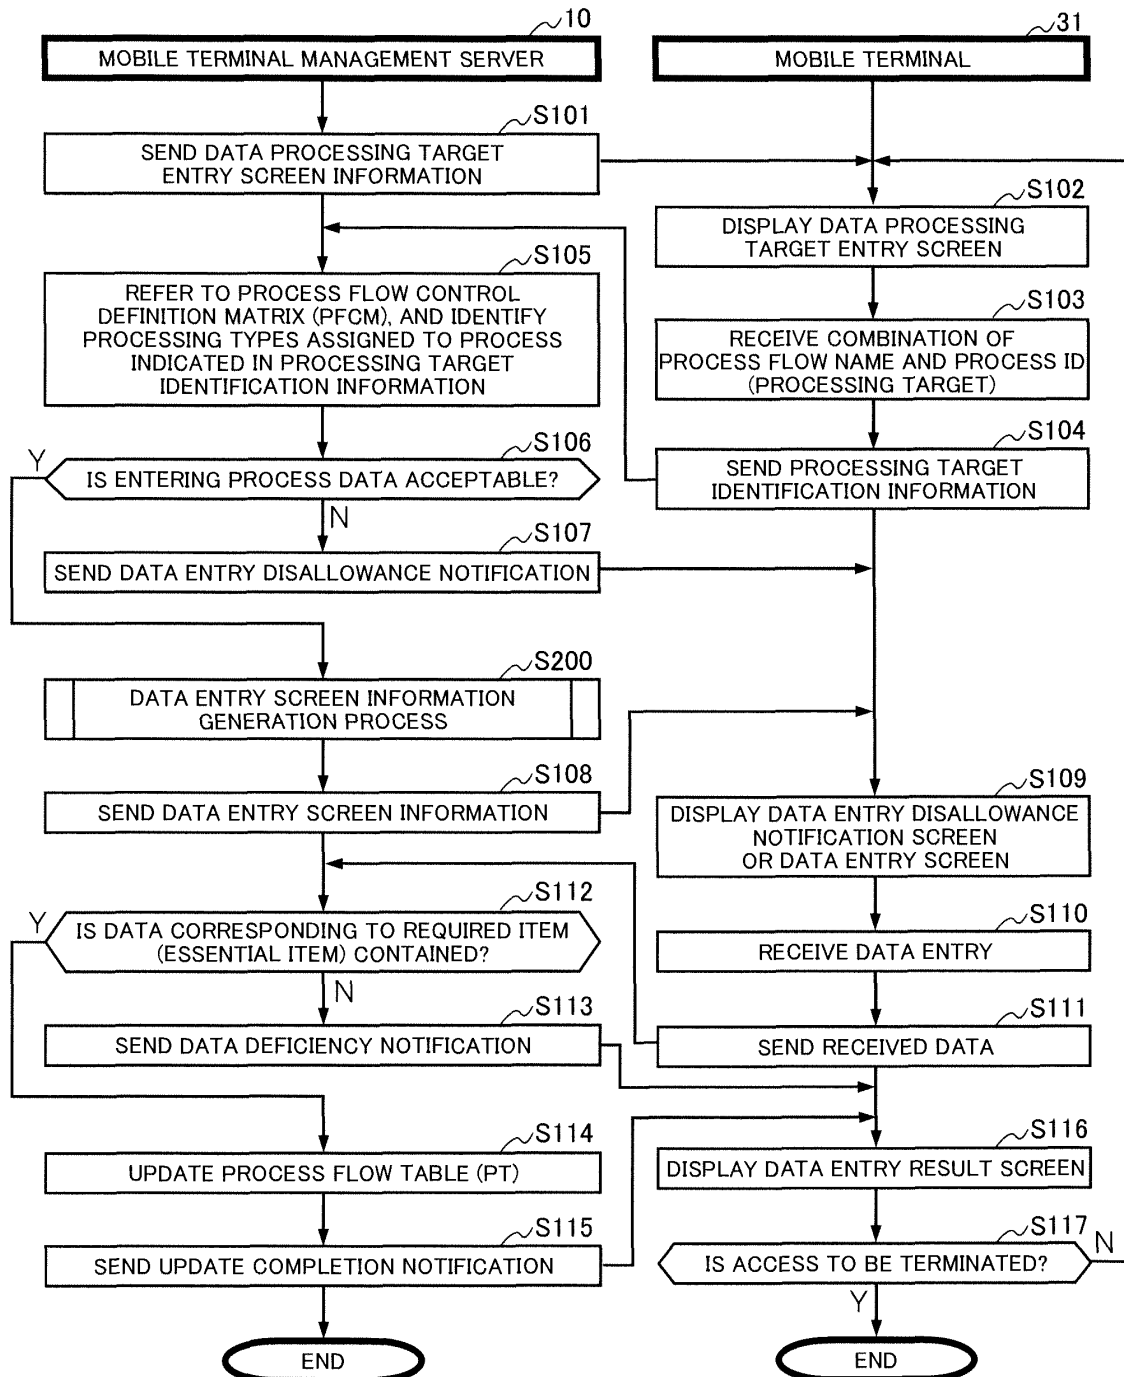 10
MOBILE TERMINAL MANAGEMENT SERVER
31
MOBILE TERMINAL
S101
SEND DATA PROCESSING TARGET
ENTRY SCREEN INFORMATION
S102
DISPLAY DATA PROCESSING
TARGET ENTRY SCREEN
S105
REFER TO PROCESS FLOW CONTROL
DEFINITION MATRIX (PFCM), AND IDENTIFY
PROCESSING TYPES ASSIGNED TO PROCESS
INDICATED IN PROCESSING TARGET
IDENTIFICATION INFORMATION
S103
RECEIVE COMBINATION OF
PROCESS FLOW NAME AND PROCESS ID
(PROCESSING TARGET)
S104
SEND PROCESSING TARGET
IDENTIFICATION INFORMATION
S106
Y
IS ENTERING PROCESS DATA ACCEPTABLE?
N
S107
SEND DATA ENTRY DISALLOWANCE NOTIFICATION
S200
DATA ENTRY SCREEN INFORMATION
GENERATION PROCESS
S108
SEND DATA ENTRY SCREEN INFORMATION
S109
DISPLAY DATA ENTRY DISALLOWANCE
NOTIFICATION SCREEN
OR DATA ENTRY SCREEN
S112
Y
IS DATA CORRESPONDING TO REQUIRED ITEM
(ESSENTIAL ITEM) CONTAINED?
N
S110
RECEIVE DATA ENTRY
S113
SEND DATA DEFICIENCY NOTIFICATION
S111
SEND RECEIVED DATA
S114
UPDATE PROCESS FLOW TABLE (PT)
S116
DISPLAY DATA ENTRY RESULT SCREEN
S115
SEND UPDATE COMPLETION NOTIFICATION
S117
IS ACCESS TO BE TERMINATED?
N
Y
END
END